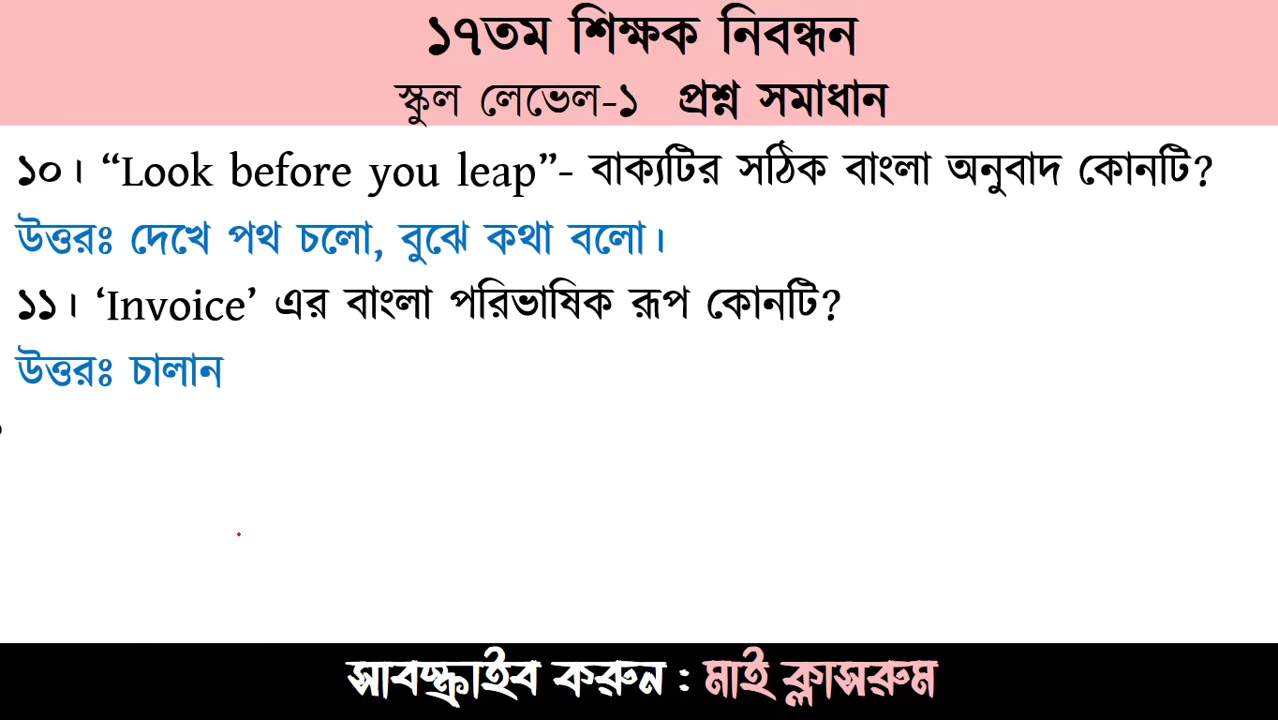 ১৭তম শিক্ষক নিবন্ধন
স্কুল লেভেল-১ প্রশ্ন সমাধান
১০। “Look before you leap”- বাক্যটির সঠিক বাংলা অনুবাদ কোনটি?
উত্তরঃ দেখে পথ চলো, বুঝে কথা বলো।
১১। ‘Invoice’ এর বাংলা পরিভাষিক রূপ কোনটি?
উত্তরঃ চালান
সাবস্ক্রাইব করুন : মাই ক্লাসরুম